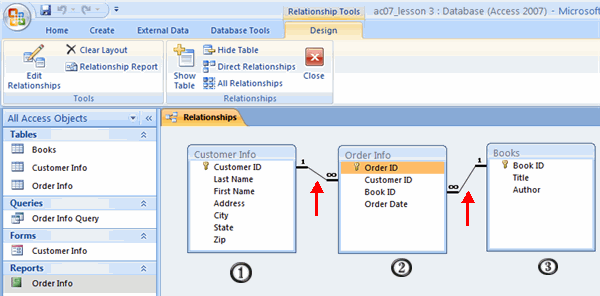 Relationship Tools
ac07_lesson 3 : Database (Access 2007) - Microsof
Home
Create
External Data
Database Tools
Design
Edit Relationships
Clear Layout
Relationship Report
Tools
Show Table
Hide Table
Direct Relationships
All Relationships
Close
Relationships
All Access Objects
Tables
Books
Customer Info
Order Info
Queries
Order Info Query
Forms
Customer Info
Reports
Order Info
Relationships
Customer Info
Customer ID
Last Name
First Name
Address
City
State
Zip
1
∞
Order Info
Order ID
Customer ID
Book ID
Order Date
∞
1
Books
Book ID
Title
Author
1
2
3